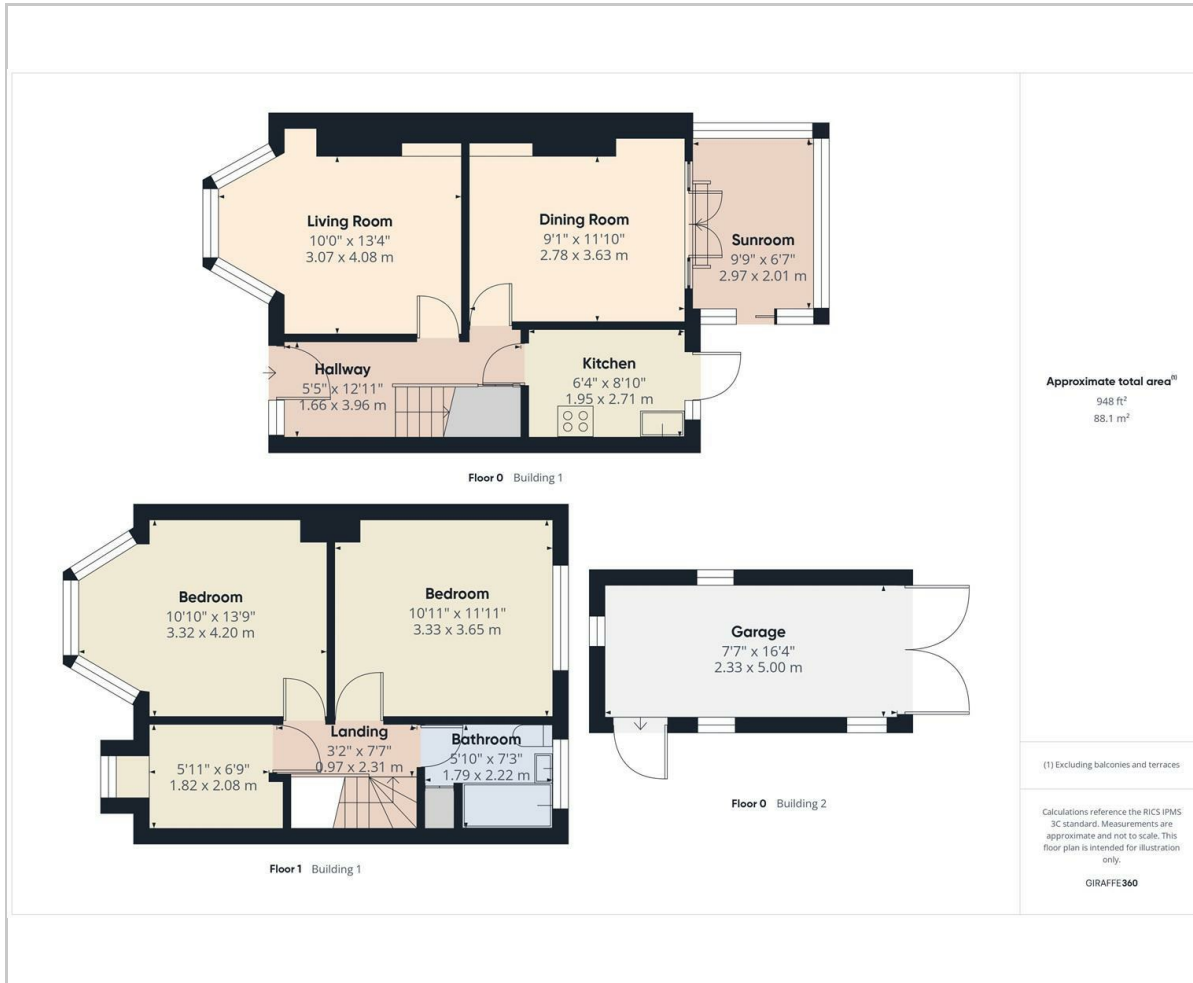 Living Room
10'0" x 13'4"
3.07 x 4.08 m
Dining Room
9'1" x 11'10"
2.78 x 3.63 m
Sunroom
9'9" x 6'7"
2.97 x 2.01 m
Hallway
5'5" x 12'11"
1.66 x 3.96 m
Kitchen
6'4" x 8'10"
1.95 x 2.71 m
Floor 0 Building 1
Bedroom
10'10" x 13'9"
3.32 x 4.20 m
Bedroom
10'11" x 11'11"
3.33 x 3.65 m
Landing
3'2" x 7'7"
0.97 x 2.31 m
Bathroom
5'10" x 7'3"
1.79 x 2.22 m
5'11" x 6'9"
1.82 x 2.08 m
Floor 1 Building 1
Garage
7'7" x 16'4"
2.33 x 5.00 m
Floor 0 Building 2
Approximate total area(1)
948 ft²
88.1 m²
(1) Excluding balconies and terraces
Calculations reference the RICS IPMS
3C standard. Measurements are
approximate and not to scale. This
floor plan is intended for illustration
only.
GIRAFFE360